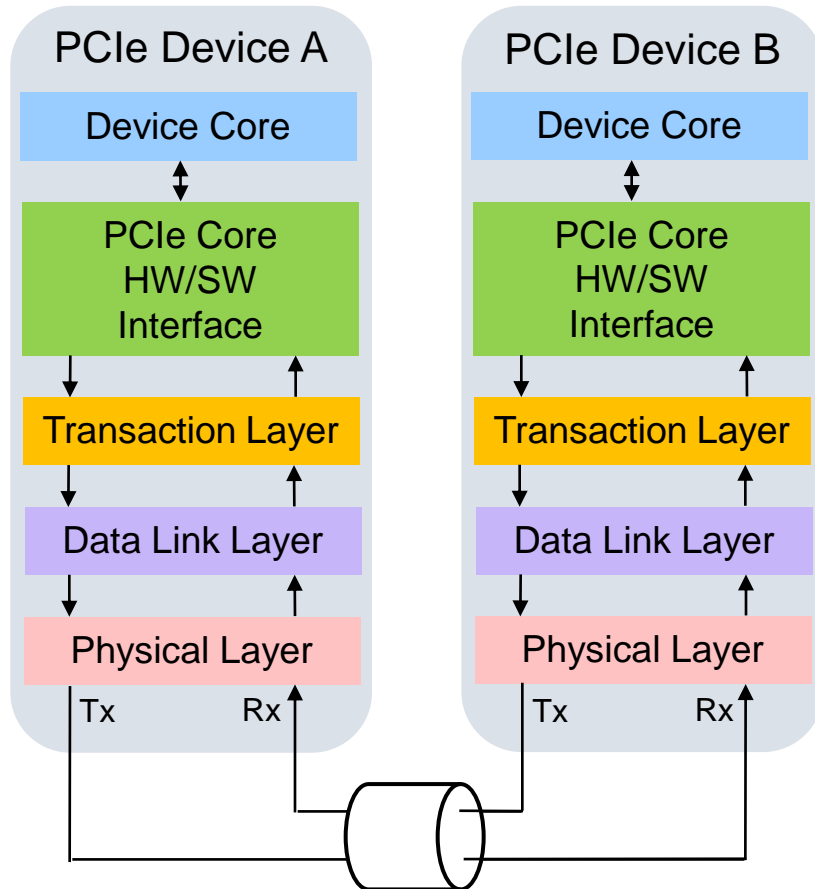 PCIe Device A
Device Core
PCIe Core
HW/SW
Interface
Transaction Layer
Data Link Layer
Physical Layer
Tx
Rx
PCIe Device B
Device Core
PCIe Core
HW/SW
Interface
Transaction Layer
Data Link Layer
Physical Layer
Tx
Rx